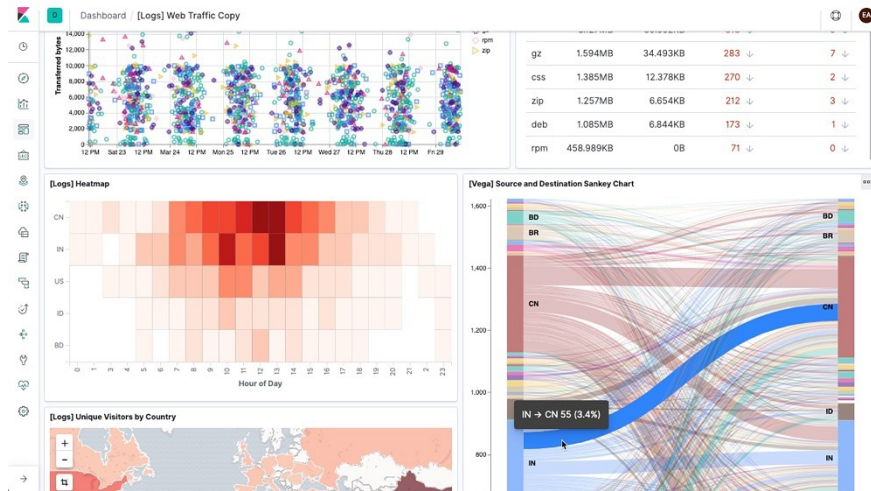 D Dashboard / [Logs] Web Traffic Copy EA
Transferred bytes
14,000
12,000
10,000
8,000
6,000
4,000
2,000
0
12 PM Sat 23 12 PM Mar 24 12 PM Mon 25 12 PM Tue 26 12 PM Wed 27 12 PM Thu 28 12 PM Fri 29
rpm
zip
gz 1.594MB 34.493KB 283 ↓ 7 ↓
css 1.385MB 12.378KB 270 ↓ 2 ↓
zip 1.257MB 6.654KB 212 ↓ 3 ↓
deb 1.085MB 6.844KB 173 ↓ 1 ↓
rpm 458.989KB 0B 71 ↓ 0 ↓
[Logs] Heatmap
CN
IN
US
ID
BD
0 1 3 4 5 6 7 8 9 10 11 12 13 14 15 16 17 18 19 20 21 2 23
Hour of Day
[Vega] Source and Destination Sankey Chart
1,600
1,400
1,200
1,000
800
BD BD
BR BR
CN CN
ID
IN → CN 55 (3.4%)
IN IN
[Logs] Unique Visitors by Country
+
−